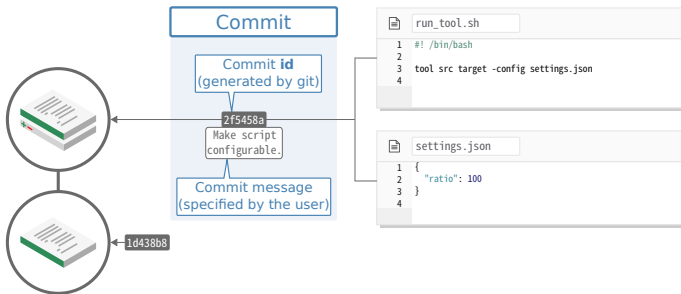 Commit
Commit id
(generated by git)
2f5458a
Make script
configurable.
Commit message
(specified by the user)
1d438b8
run_tool.sh
1 #! /bin/bash
2
3 tool src target -config settings.json
4
settings.json
1 {
2 "ratio": 100
3 }
4